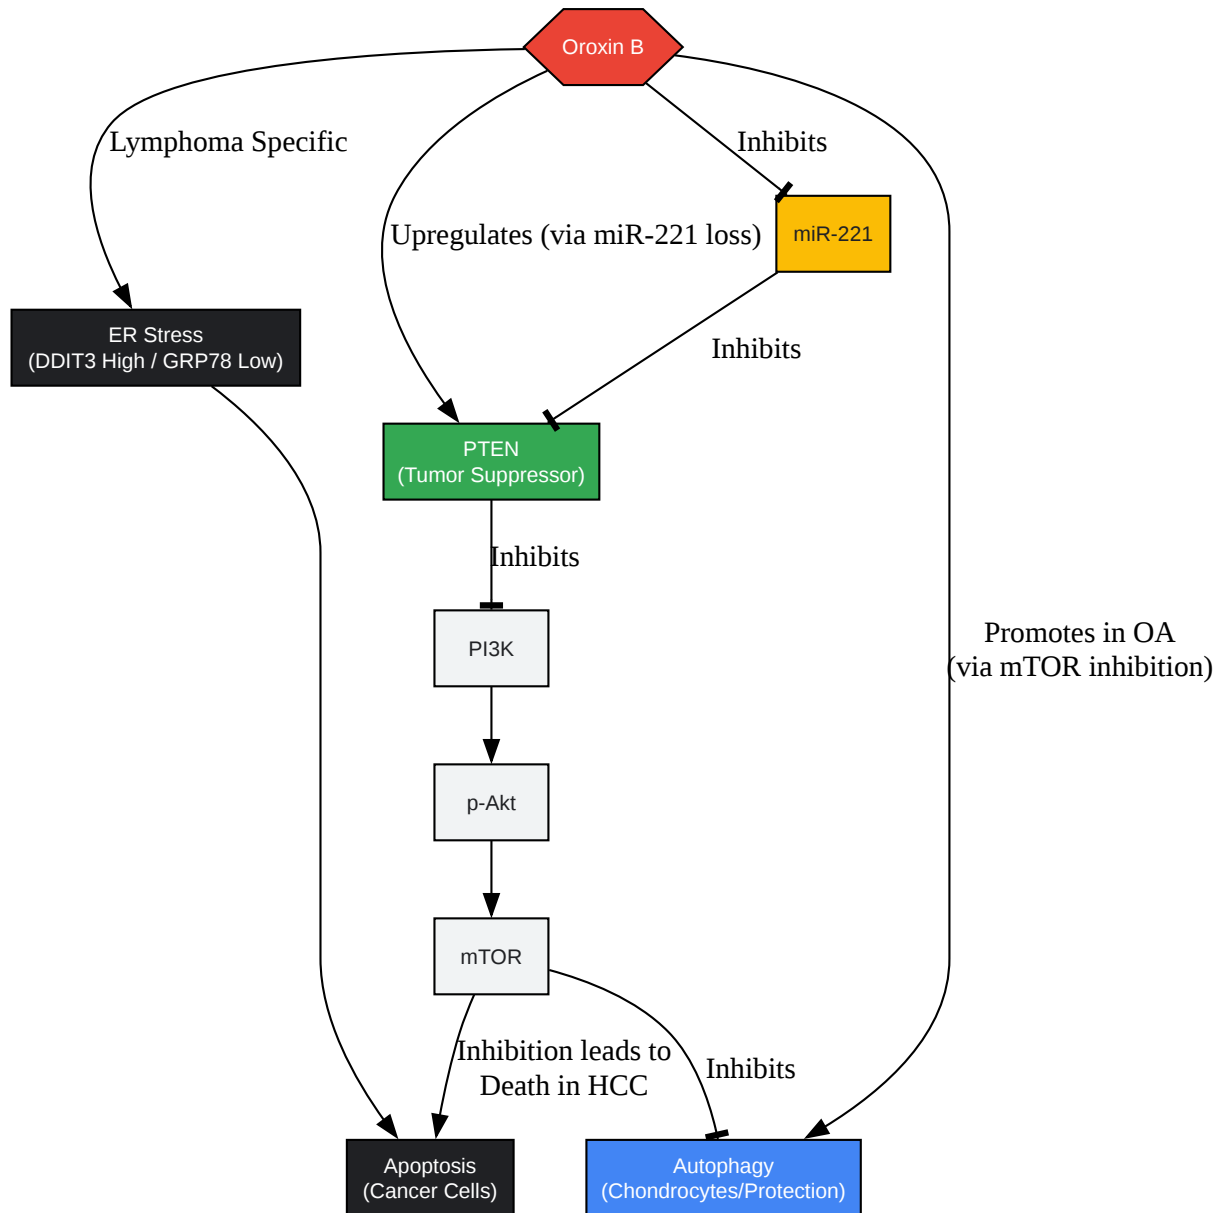 Oroxin B
Lymphoma Specific
Inhibits
Upregulates (via miR-221 loss)
miR-221
ER Stress
(DDIT3 High / GRP78 Low)
Inhibits
PTEN
(Tumor Suppressor)
Inhibits
PI3K
Promotes in OA
(via mTOR inhibition)
p-Akt
mTOR
Inhibition leads to
Death in HCC
Inhibits
Apoptosis
(Cancer Cells)
Autophagy
(Chondrocytes/Protection)